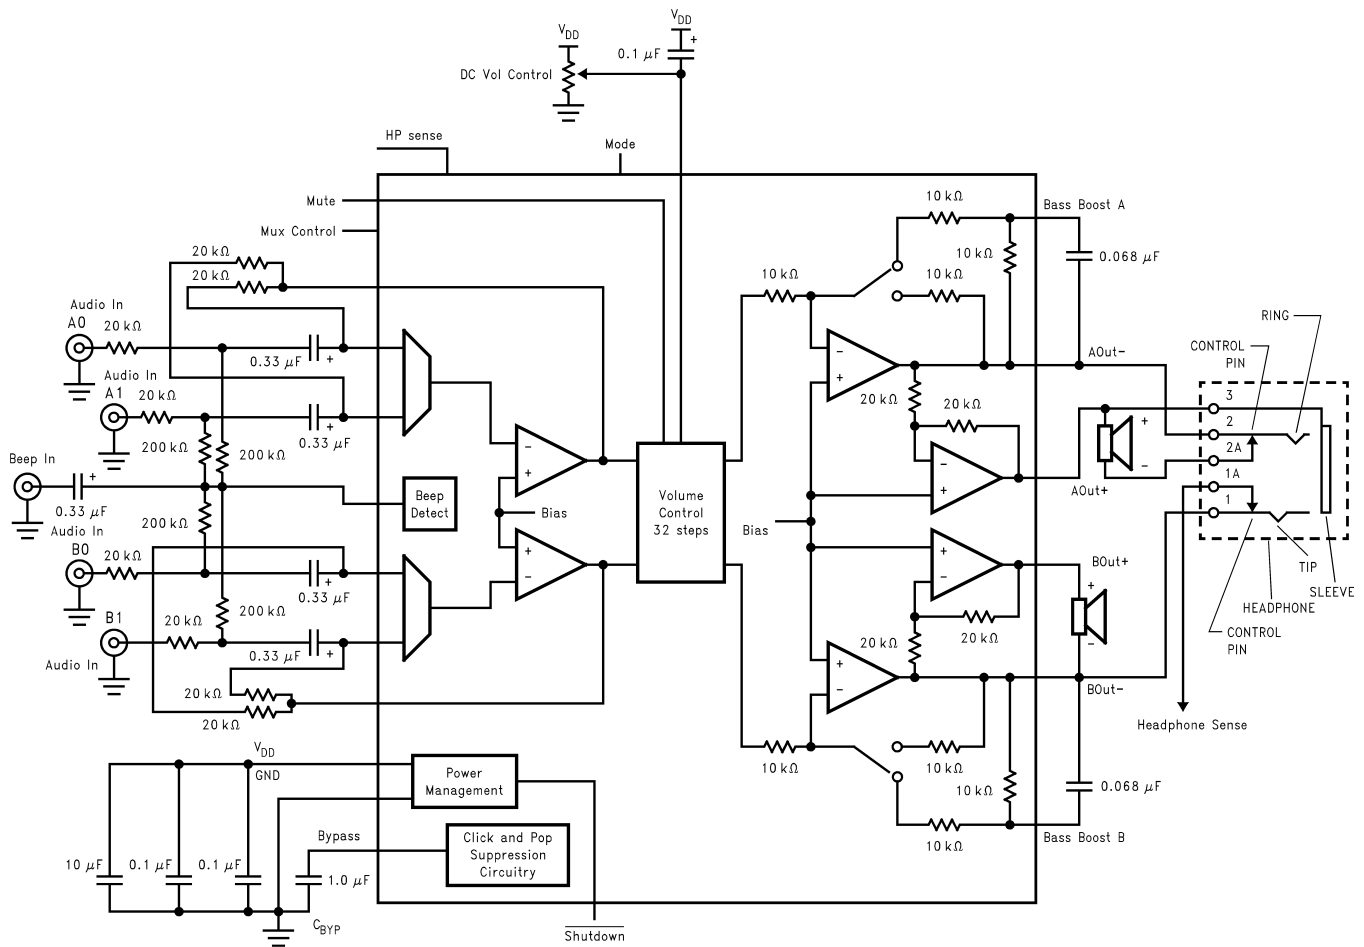 V_DD
V_DD
+
0.1 µF
DC Vol Control
HP sense
Mode
Mute
Mux Control
Bass Boost A
10 kΩ
10 kΩ
0.068 µF
20 kΩ
20 kΩ
10 kΩ
10 kΩ
Audio In
A0
20 kΩ
0.33 µF
+
RING
CONTROL
PIN
AOut-
−
+
Audio In
A1
20 kΩ
0.33 µF
+
20 kΩ
20 kΩ
3
2
2A
1A
1
+
−
200 kΩ
200 kΩ
−
+
−
+
AOut+
Beep In
+
0.33 µF
Beep
Detect
Bias
Volume
Control
32 steps
Bias
200 kΩ
Audio In
B0
20 kΩ
0.33 µF
+
+
−
+
−
BOut+
+
−
TIP
SLEEVE
HEADPHONE
CONTROL
PIN
B1
20 kΩ
200 kΩ
20 kΩ
20 kΩ
Audio In
0.33 µF
+
+
−
BOut-
20 kΩ
20 kΩ
Headphone Sense
V_DD
GND
Power
Management
10 kΩ
10 kΩ
10 kΩ
0.068 µF
10 kΩ
Bass Boost B
Bypass
Click and Pop
Suppression
Circuitry
10 µF
0.1 µF
0.1 µF
1.0 µF
C_BYP
Shutdown